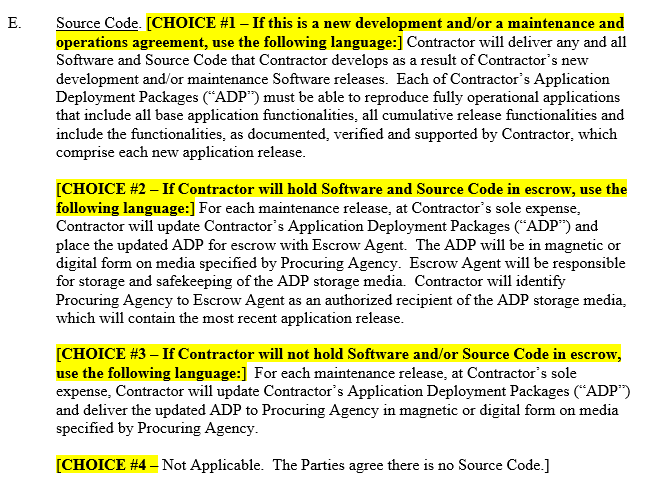 E. Source Code. [CHOICE #1 – If this is a new development and/or a maintenance and
operations agreement, use the following language:] Contractor will deliver any and all
Software and Source Code that Contractor develops as a result of Contractor's new
development and/or maintenance Software releases. Each of Contractor's Application
Deployment Packages ("ADP") must be able to reproduce fully operational applications
that include all base application functionalities, all cumulative release functionalities and
include the functionalities, as documented, verified and supported by Contractor, which
comprise each new application release.
[CHOICE #2 – If Contractor will hold Software and Source Code in escrow, use the
following language:] For each maintenance release, at Contractor's sole expense,
Contractor will update Contractor's Application Deployment Packages ("ADP") and
place the updated ADP for escrow with Escrow Agent. The ADP will be in magnetic or
digital form on media specified by Procuring Agency. Escrow Agent will be responsible
for storage and safekeeping of the ADP storage media. Contractor will identify
Procuring Agency to Escrow Agent as an authorized recipient of the ADP storage media,
which will contain the most recent application release.
[CHOICE #3 – If Contractor will not hold Software and/or Source Code in escrow,
use the following language:] For each maintenance release, at Contractor's sole
expense, Contractor will update Contractor's Application Deployment Packages ("ADP")
and deliver the updated ADP to Procuring Agency in magnetic or digital form on media
specified by Procuring Agency.
[CHOICE #4 – Not Applicable. The Parties agree there is no Source Code.]